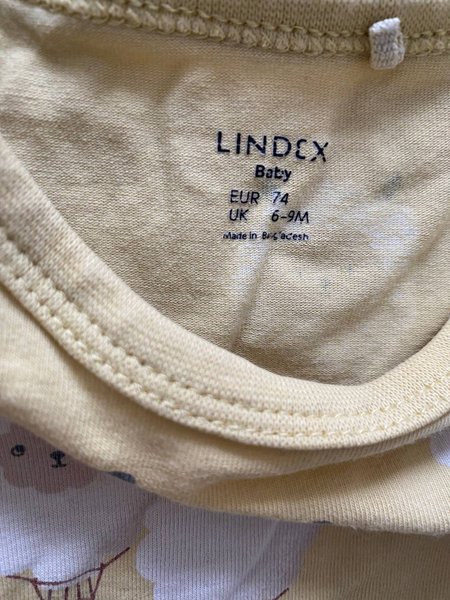 LINDEX
Baby
EUR 74
UK 6-9M
Made in Bangladesh